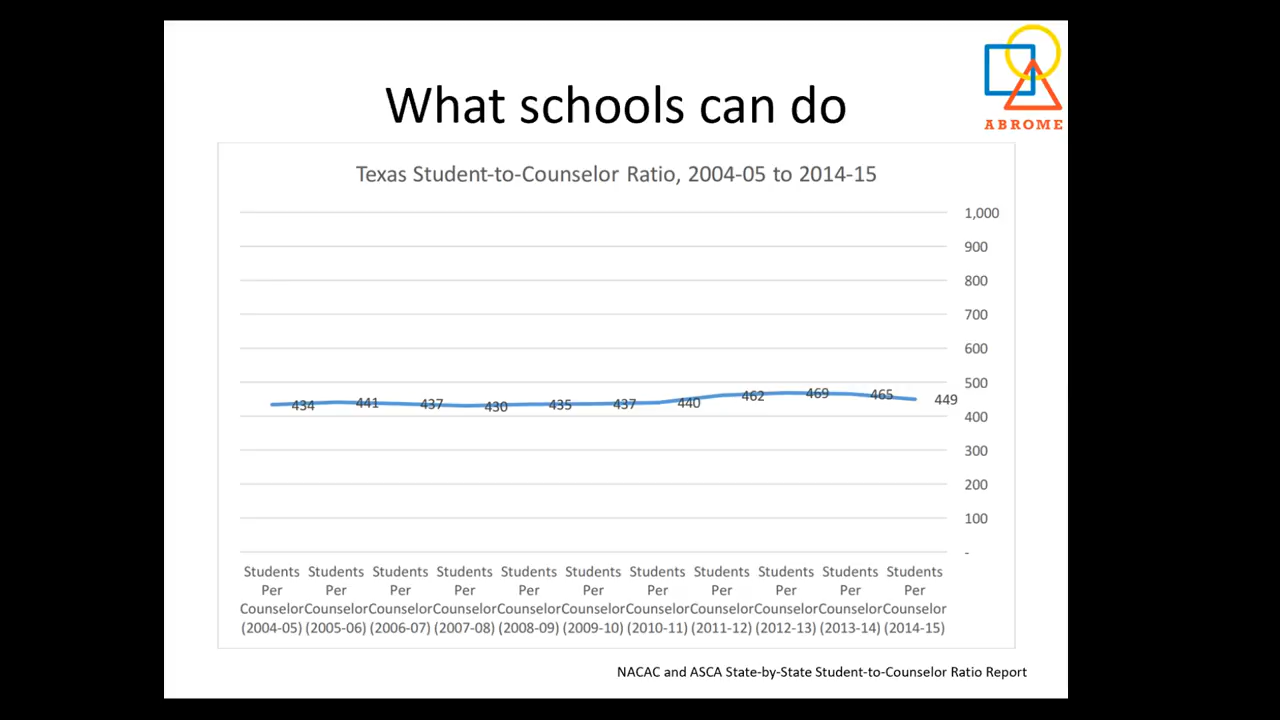 What schools can do
ABROME
Texas Student-to-Counselor Ratio, 2004-05 to 2014-15
1,000
900
800
700
600
500
400
300
200
100
-
434 441 437 430 435 437 440 462 469 465 449
Students Students Students Students Students Students Students Students Students Students Students
Per Per Per Per Per Per Per Per Per Per Per
Counselor Counselor Counselor Counselor Counselor Counselor Counselor Counselor Counselor Counselor Counselor
(2004-05) (2005-06) (2006-07) (2007-08) (2008-09) (2009-10) (2010-11) (2011-12) (2012-13) (2013-14) (2014-15)
NACAC and ASCA State-by-State Student-to-Counselor Ratio Report